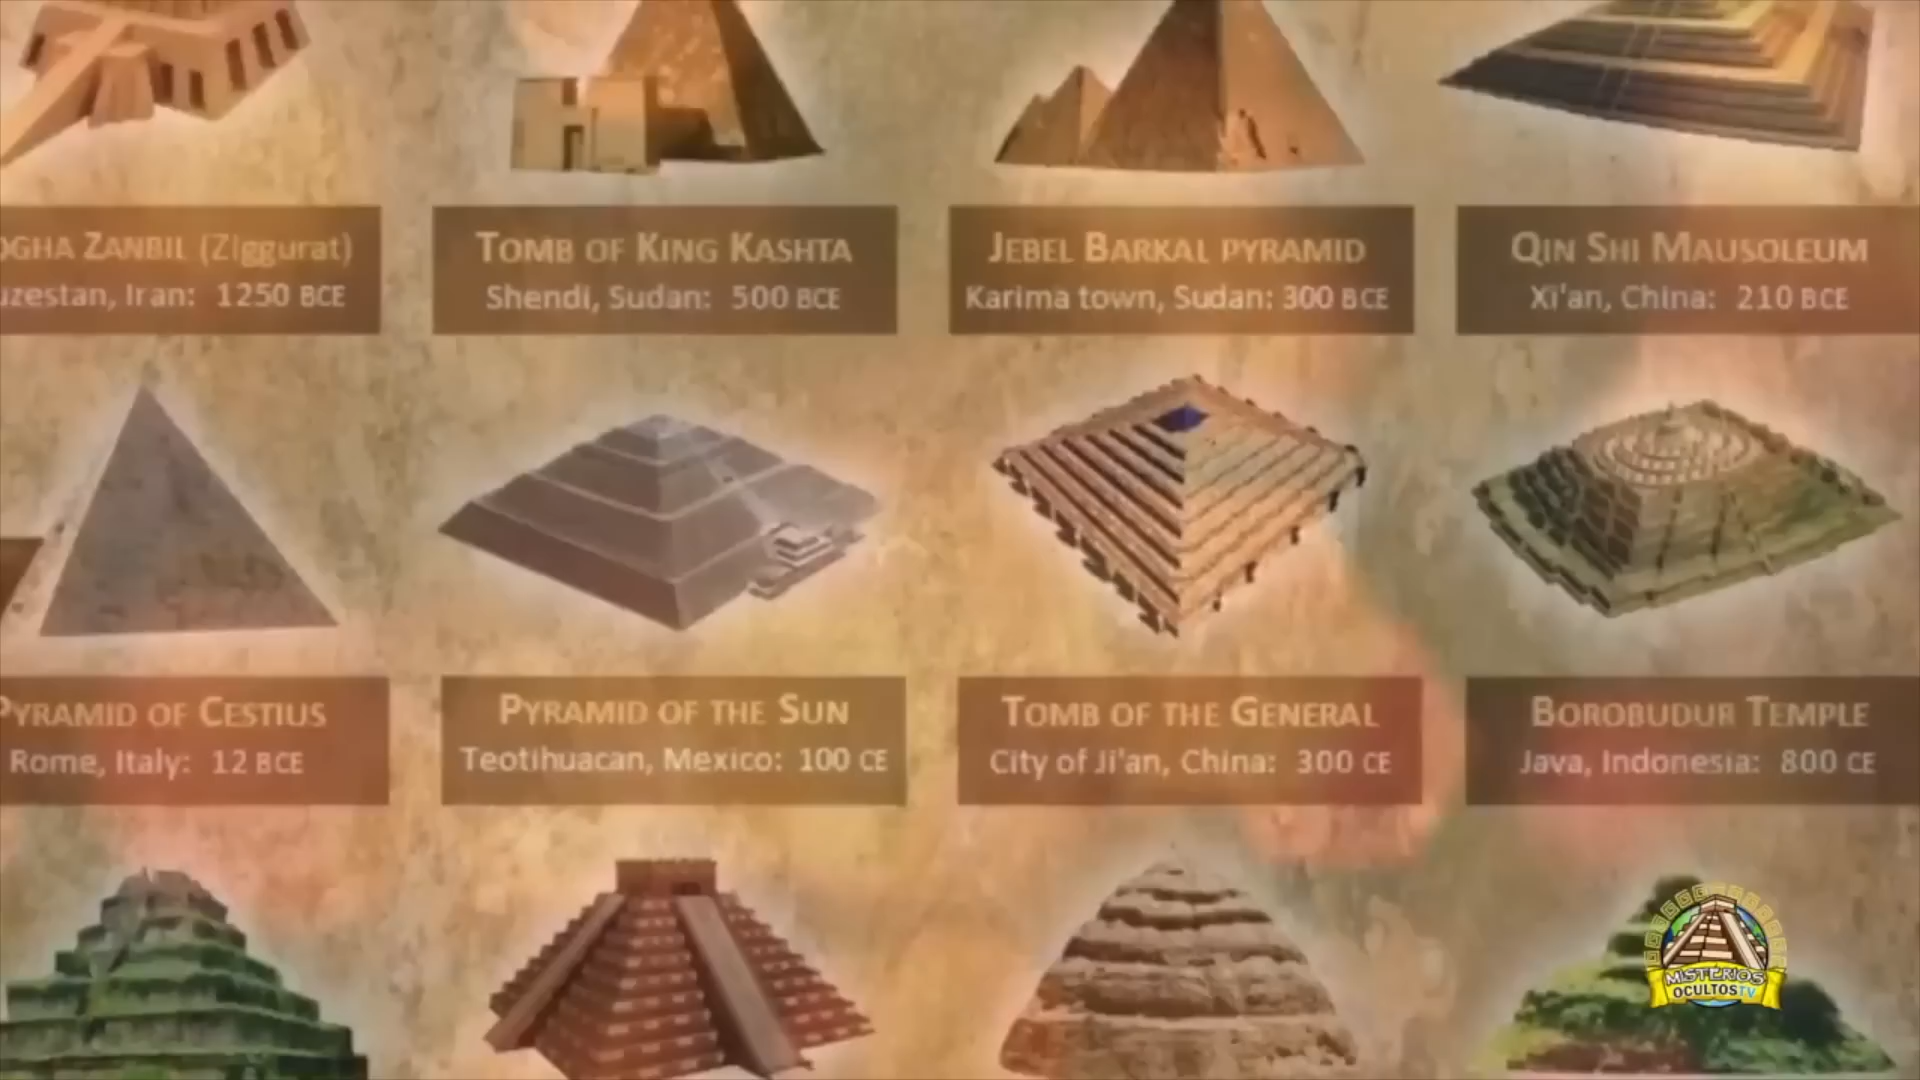 OGHA ZANBIL (Ziggurat)
uzestan, Iran: 1250 BCE
TOMB OF KING KASHTA
Shendi, Sudan: 500 BCE
JEBEL BARKAL PYRAMID
Karima town, Sudan: 300 BCE
QIN SHI MAUSOLEUM
Xi'an, China: 210 BCE
PYRAMID OF CESTIUS
Rome, Italy: 12 BCE
PYRAMID OF THE SUN
Teotihuacan, Mexico: 100 CE
TOMB OF THE GENERAL
City of Ji'an, China: 300 CE
BOROBUDUR TEMPLE
Java, Indonesia: 800 CE
MISTÉRIOS
OCULTOSTV